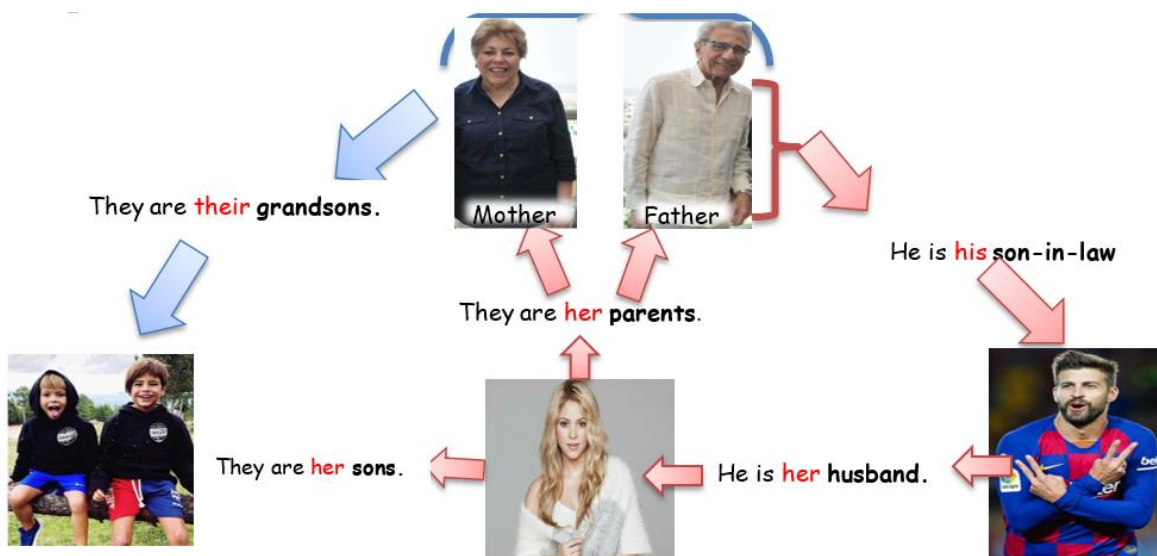 Mother
Father
They are their grandsons.
He is his son-in-law
They are her parents.
They are her sons.
He is her husband.